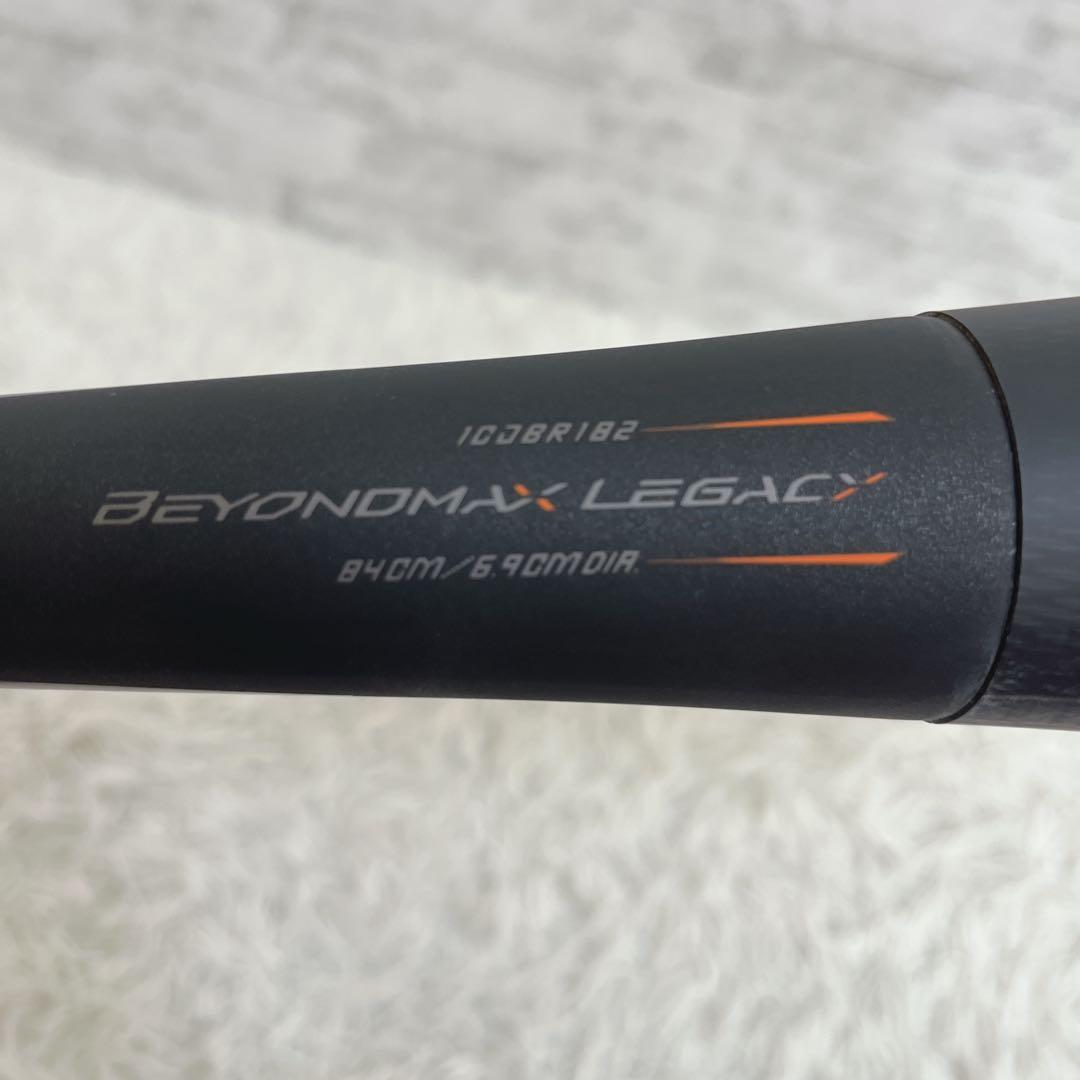 1CJBR182
BEYONDMAX LEGACY
84CM/6.9CMDIA.